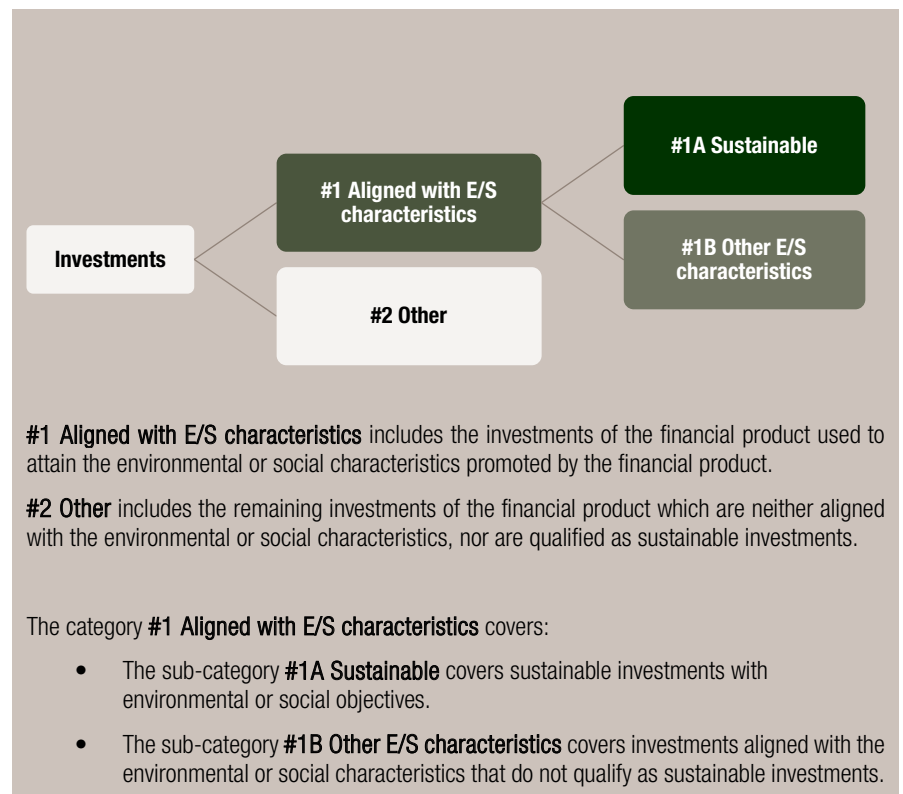 #1A Sustainable
#1 Aligned with E/S
characteristics
#1B Other E/S
characteristics
Investments
#2 Other
#1 Aligned with E/S characteristics includes the investments of the financial product used to
attain the environmental or social characteristics promoted by the financial product.
#2 Other includes the remaining investments of the financial product which are neither aligned
with the environmental or social characteristics, nor are qualified as sustainable investments.
The category #1 Aligned with E/S characteristics covers:
• The sub-category #1A Sustainable covers sustainable investments with
environmental or social objectives.
• The sub-category #1B Other E/S characteristics covers investments aligned with the
environmental or social characteristics that do not qualify as sustainable investments.